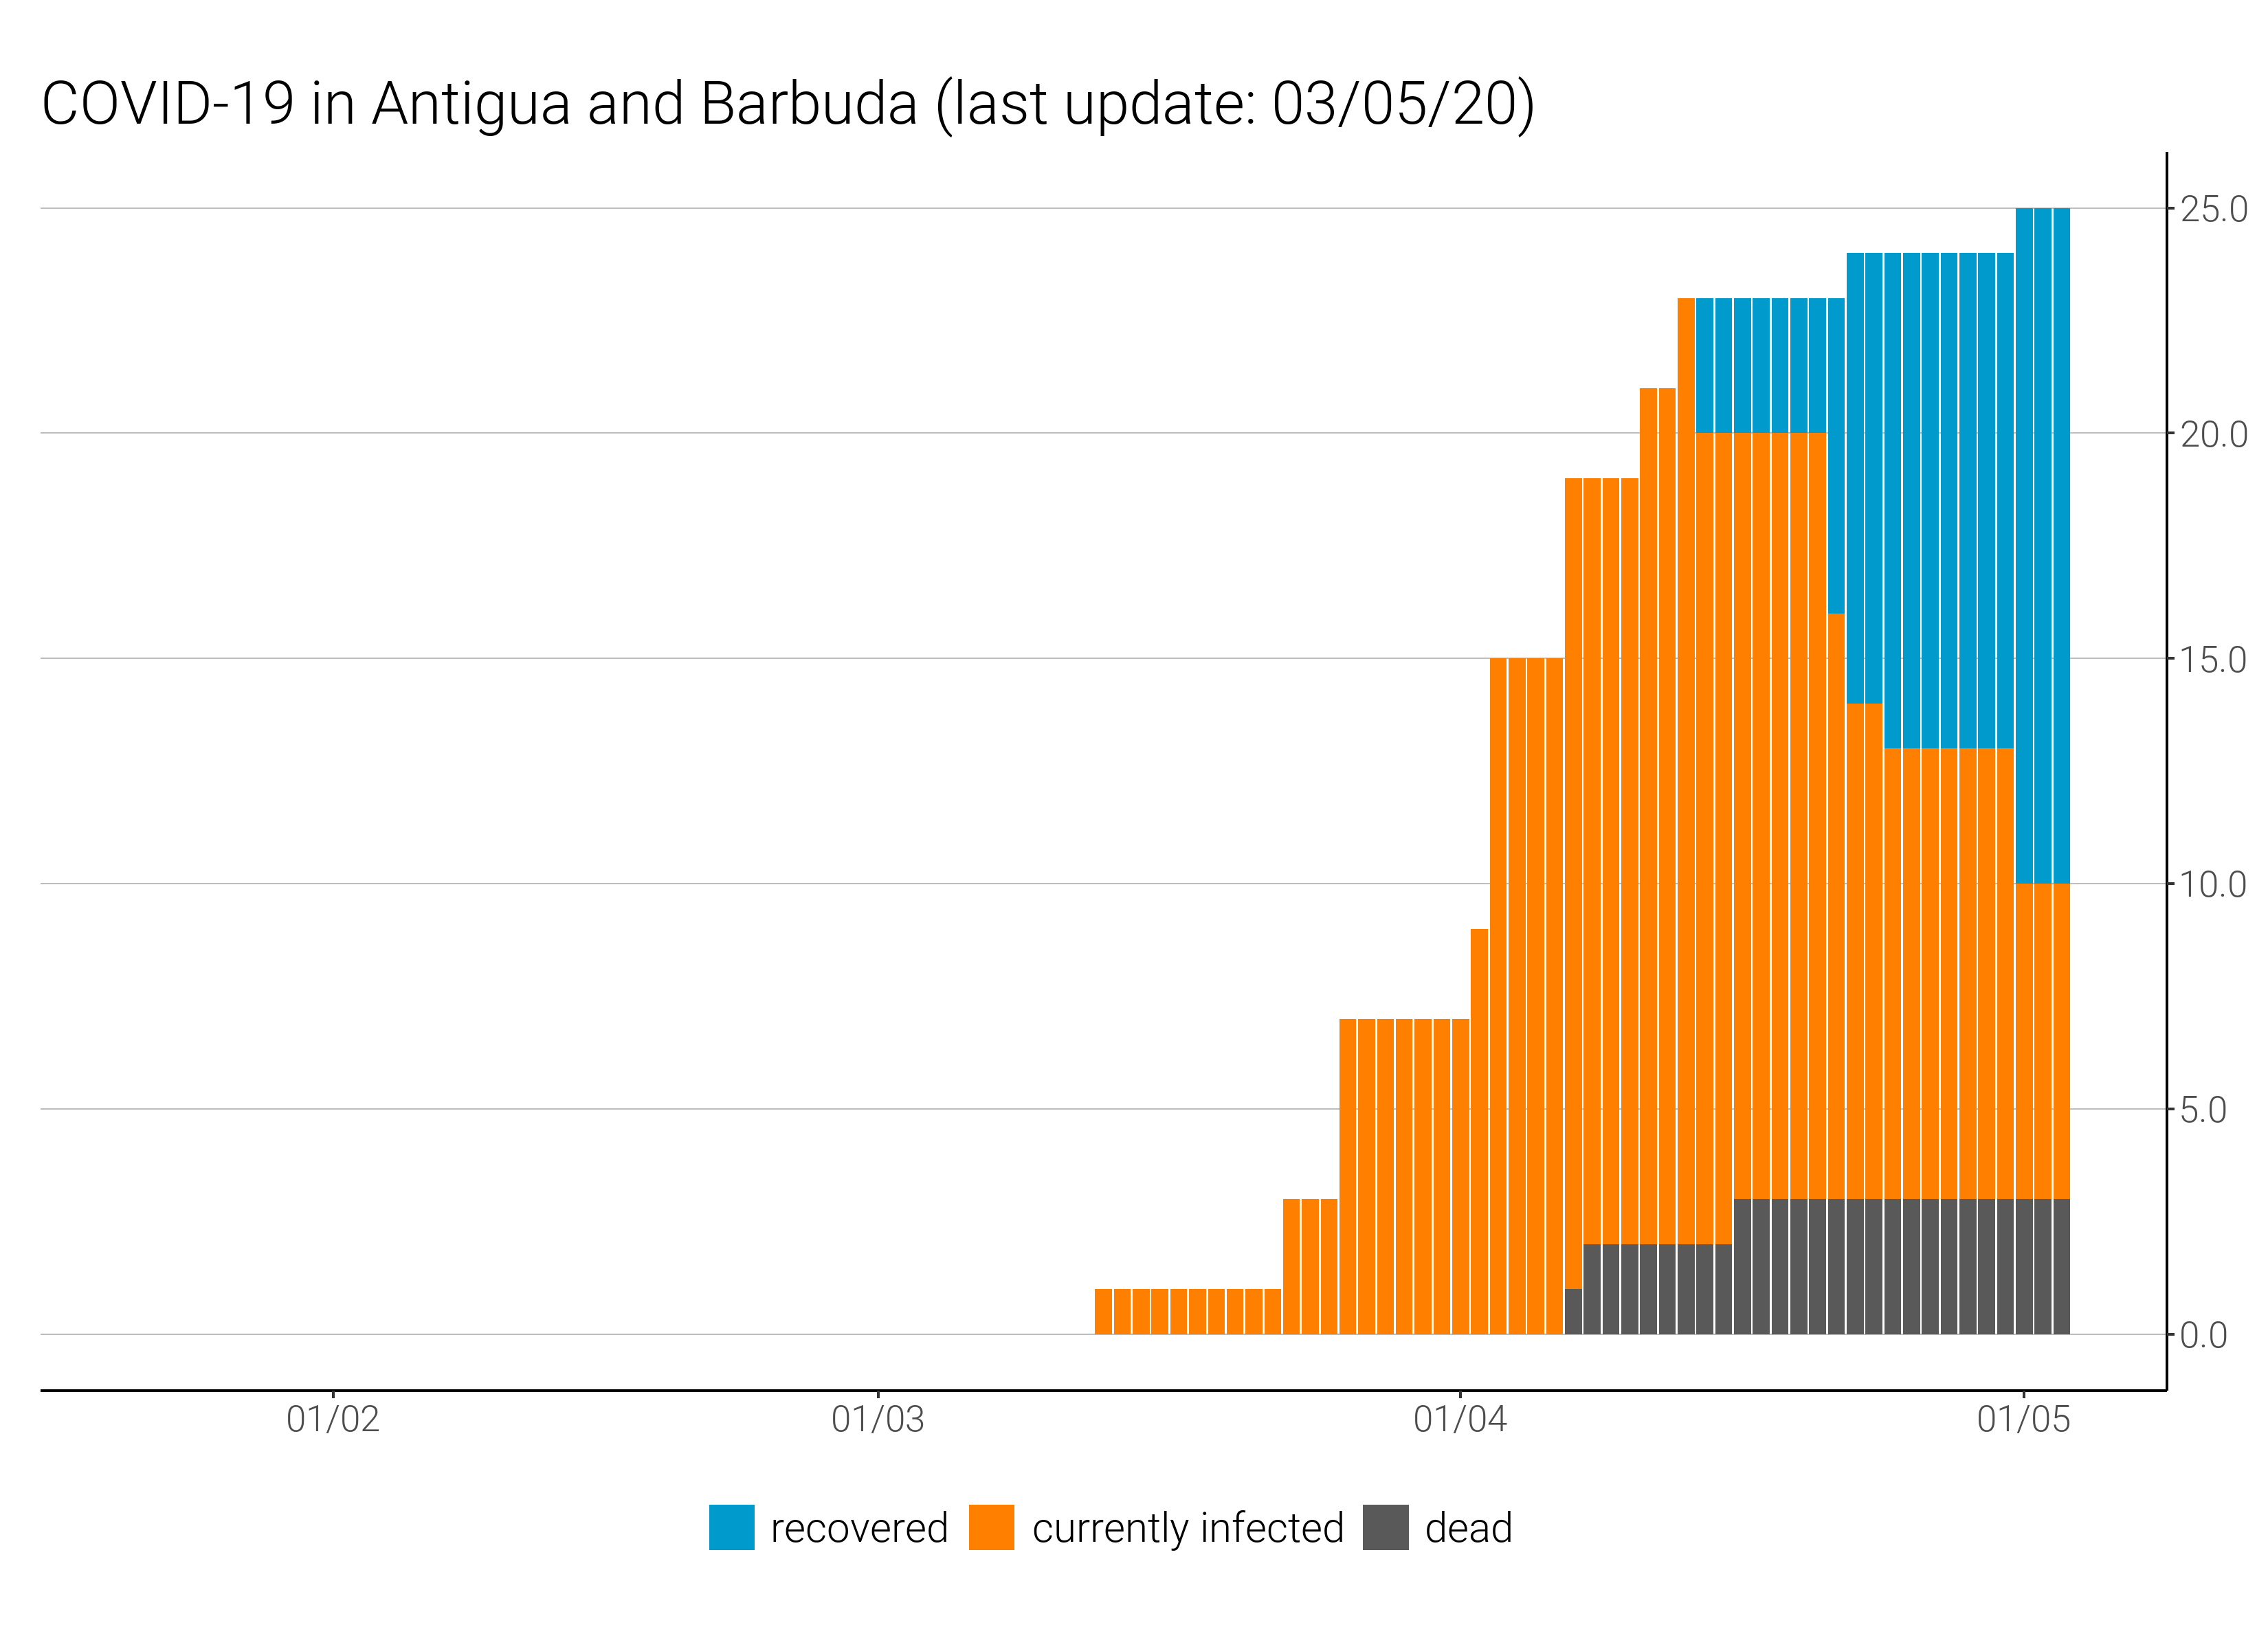 COVID-19 in Antigua and Barbuda (last update: 03/05/20)
25.0
20.0
15.0
10.0
5.0
0.0
01/02 01/03 01/04 01/05
recovered currently infected dead